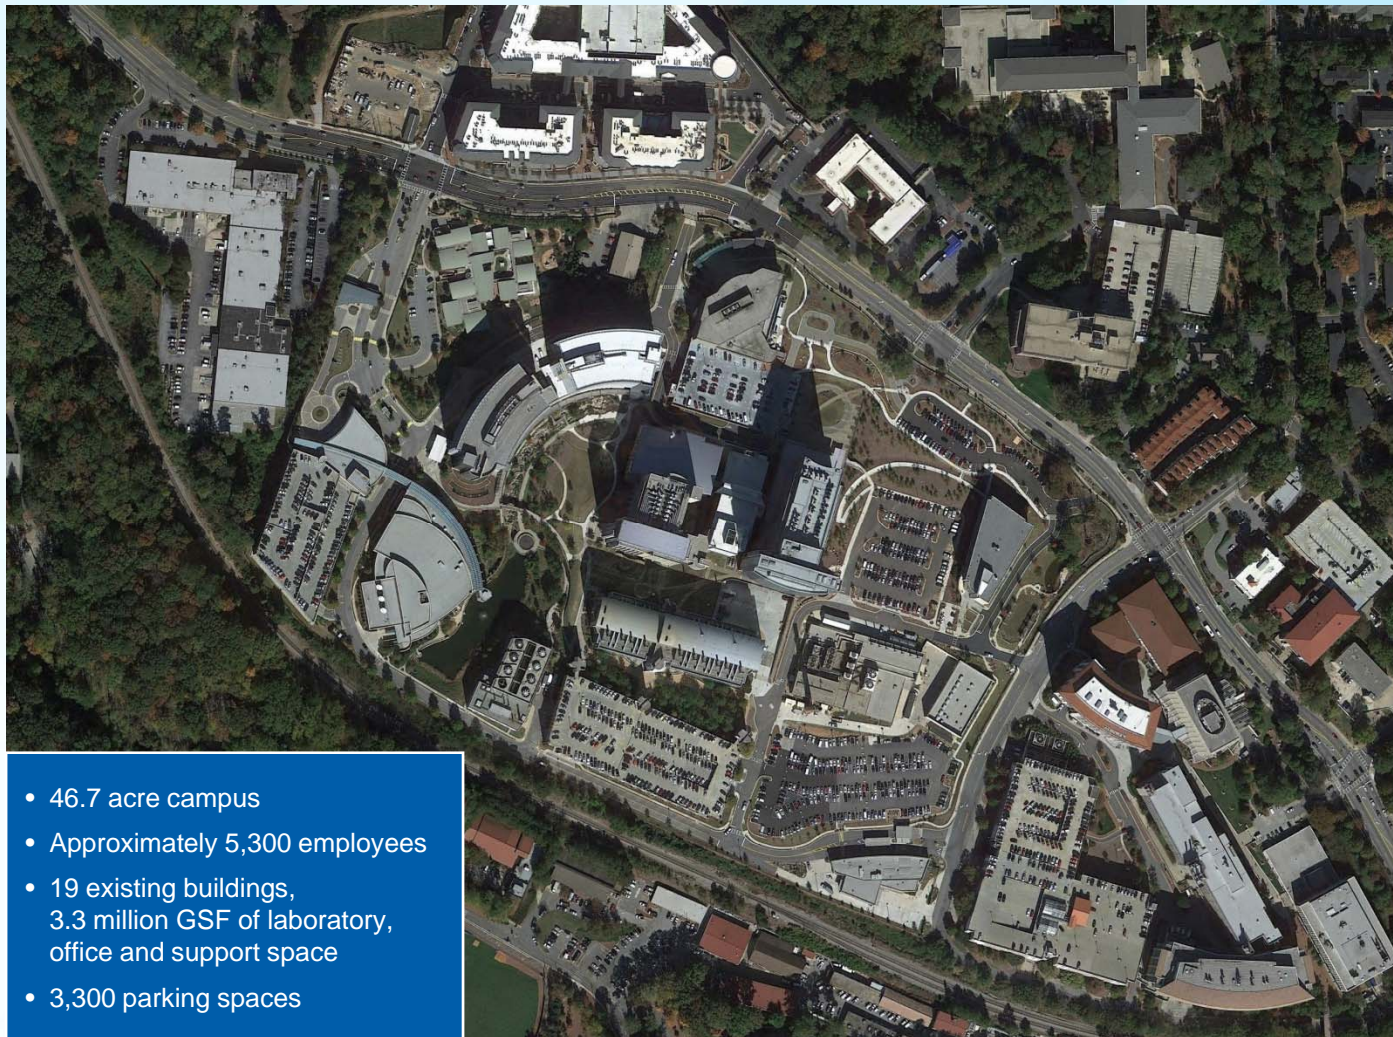 • 46.7 acre campus
• Approximately 5,300 employees
• 19 existing buildings,
3.3 million GSF of laboratory,
office and support space
• 3,300 parking spaces